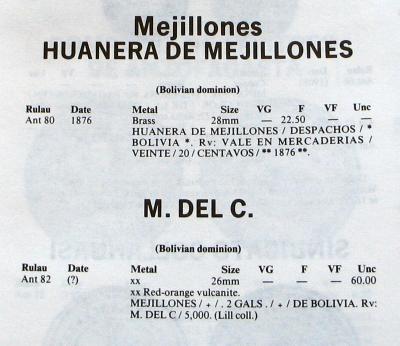 Mejillones
HUANERA DE MEJILLONES
(Bolivian dominion)
Rulau Date Metal Size VG F VF Unc
Ant 80 1876 Brass 28mm — 22.50 — —
HUANERA DE MEJILLONES / DESPACHOS / *
BOLIVIA *. Rv: VALE EN MERCADERIAS /
VEINTE / 20 / CENTAVOS / ** 1876 **.
M. DEL C.
(Bolivian dominion)
Rulau Date Metal Size VG F VF Unc
Ant 82 (?) xx 26mm — — — 60.00
xx Red-orange vulcanite.
MEJILLONES / + / . 2 GALS . / + / DE BOLIVIA. Rv:
M. DEL C / 5,000. (Lill coll.)